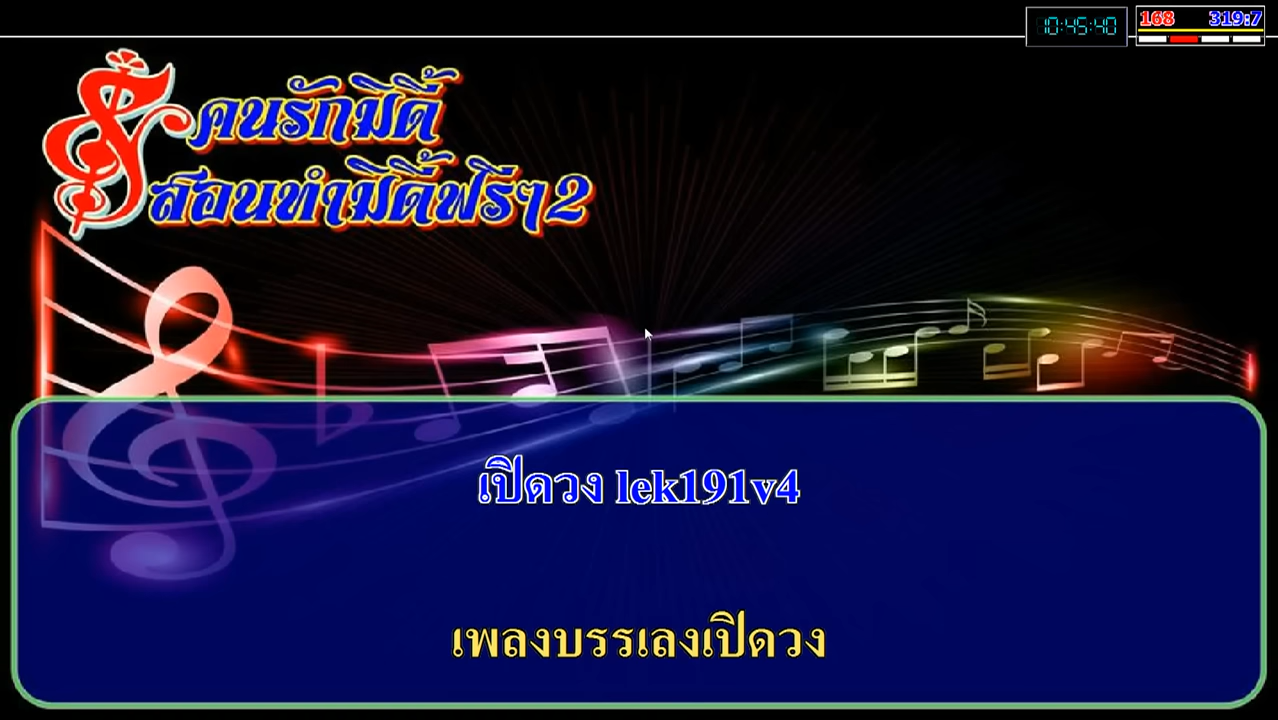 10:45:40
168 319:7
คนรักมิดี้
สอนทำมิดี้ฟรีๆ2
เปิดวง lek191v4
เพลงบรรเลงเปิดวง